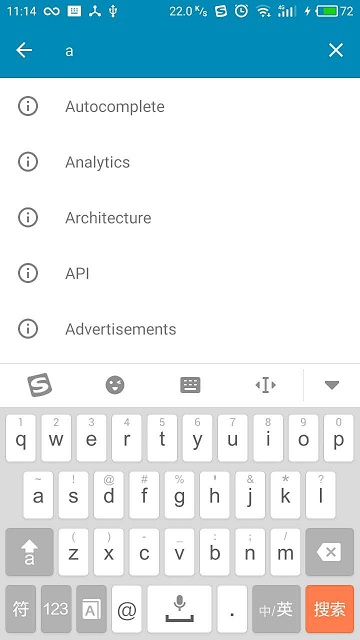 11:14 22.0 K/s 4G 72
a
Autocomplete
Analytics
Architecture
API
Advertisements
1 2 3 4 5 6 7 8 9 0
q w e r t y u i o p
~ ! @ # % ' & * ?
a s d f g h j k l
( ) - _ : ; /
a z x c v b n m
符 123 A @ . 中/英 搜索